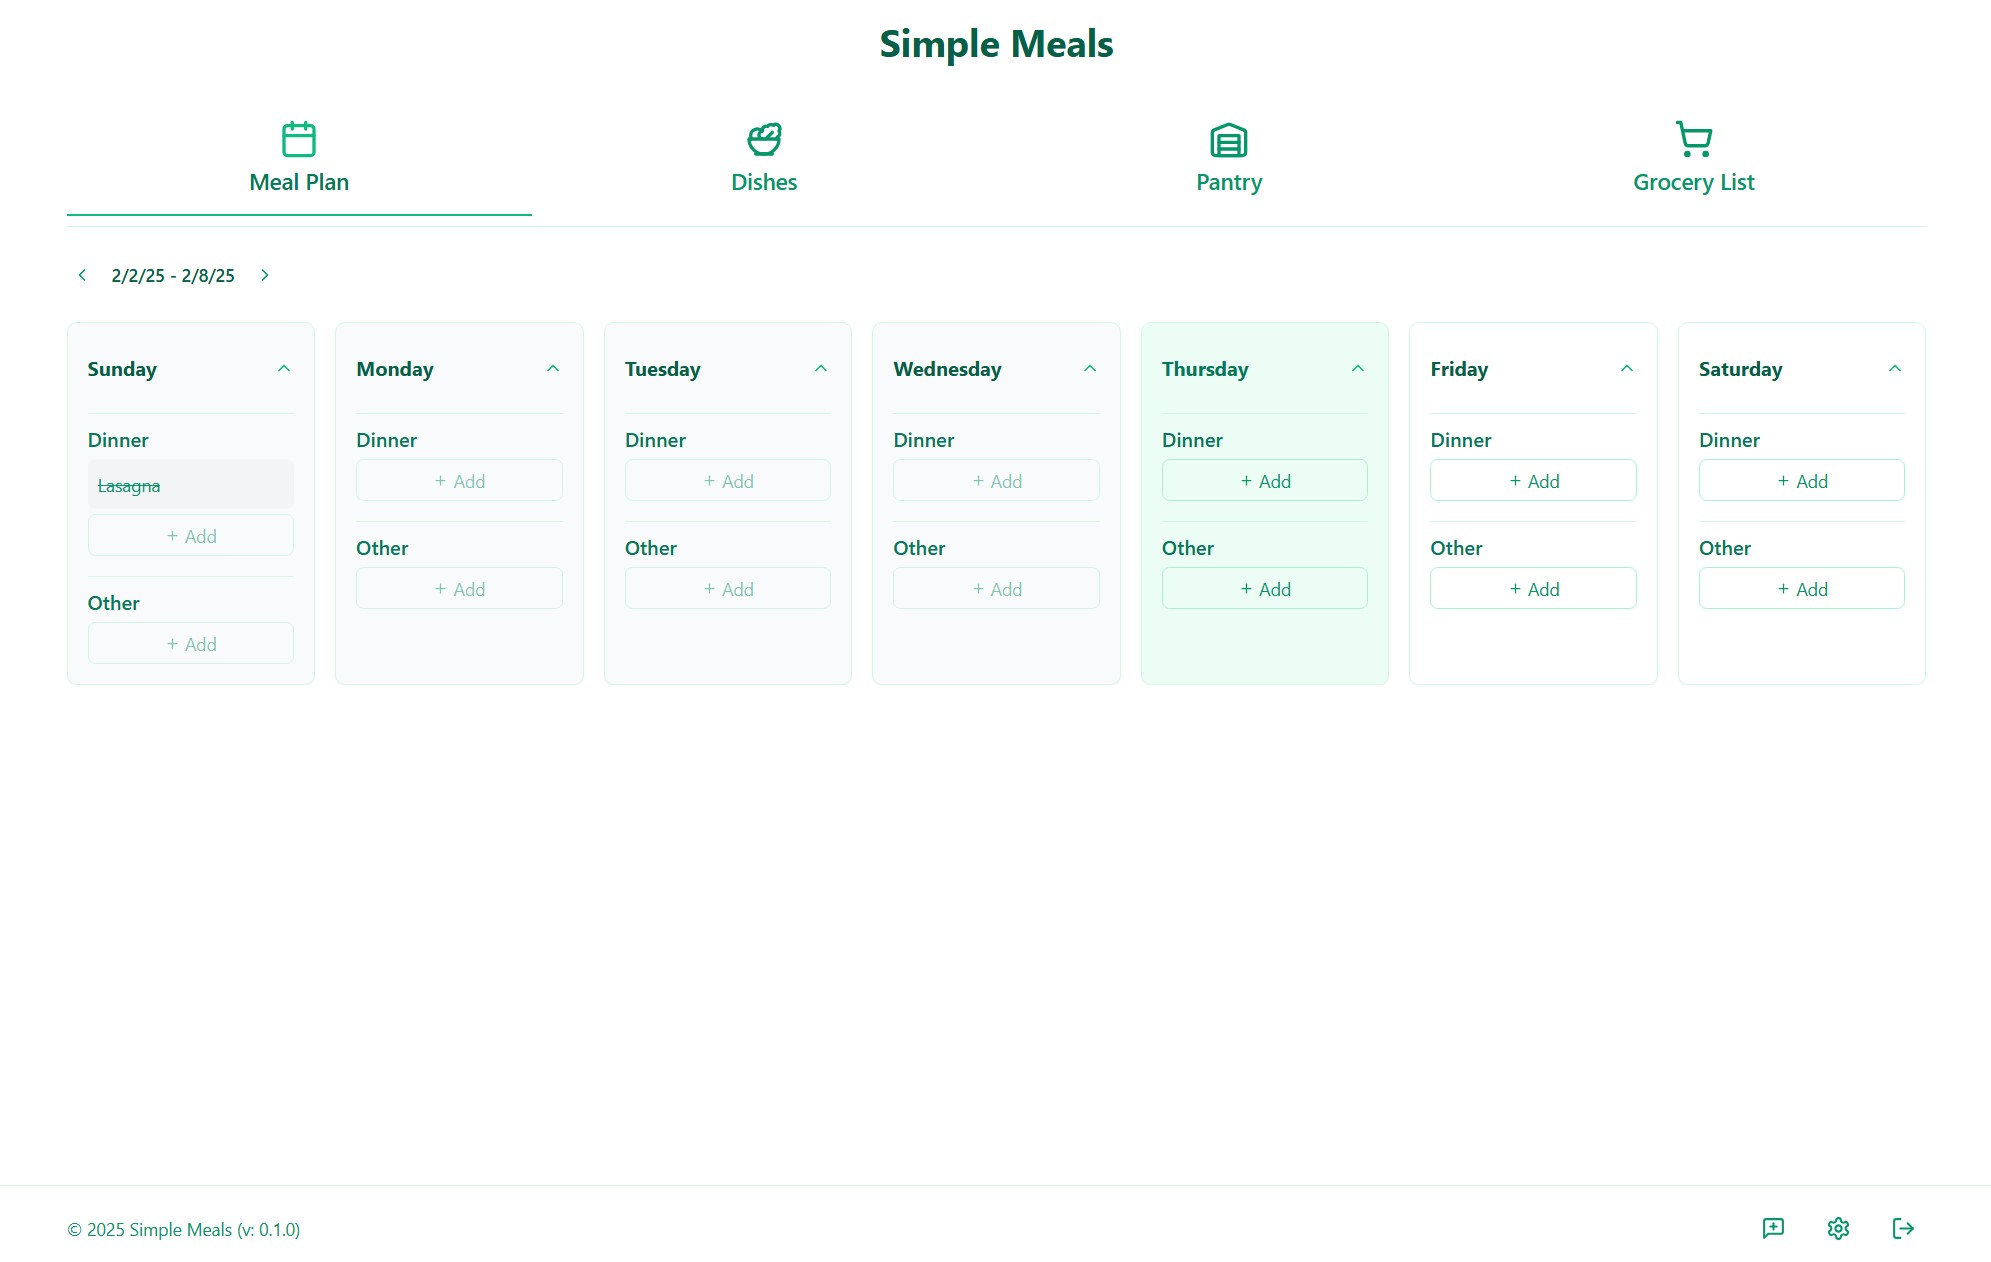 Simple Meals
Meal Plan
Dishes
Pantry
Grocery List
2/2/25 - 2/8/25
Sunday
Dinner
Lasagna
+ Add
Other
+ Add
Monday
Dinner
+ Add
Other
+ Add
Tuesday
Dinner
+ Add
Other
+ Add
Wednesday
Dinner
+ Add
Other
+ Add
Thursday
Dinner
+ Add
Other
+ Add
Friday
Dinner
+ Add
Other
+ Add
Saturday
Dinner
+ Add
Other
+ Add
© 2025 Simple Meals (v: 0.1.0)